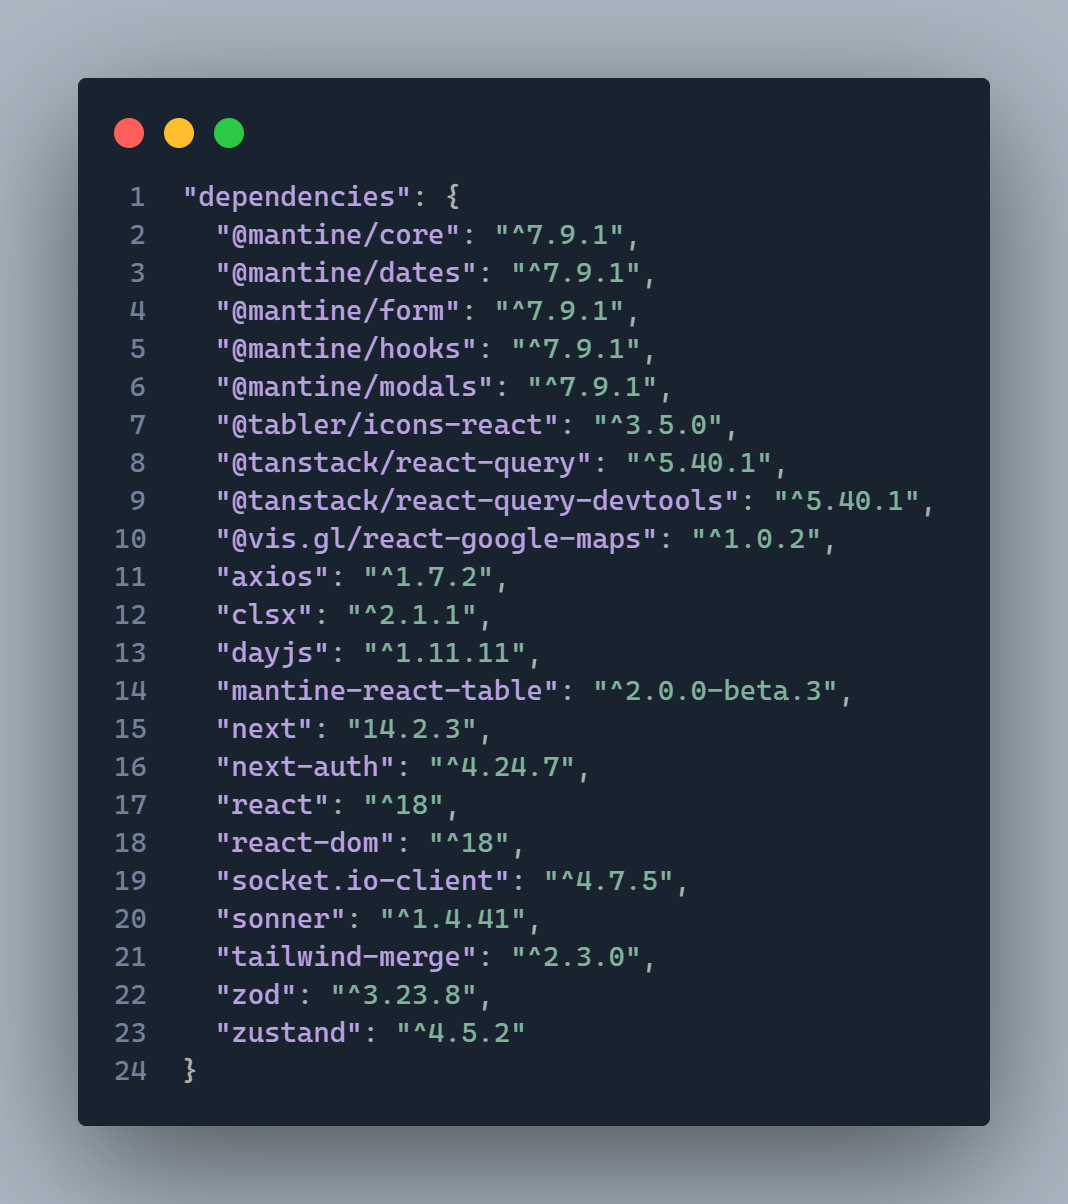 1 "dependencies": {
2   "@mantine/core": "^7.9.1",
3   "@mantine/dates": "^7.9.1",
4   "@mantine/form": "^7.9.1",
5   "@mantine/hooks": "^7.9.1",
6   "@mantine/modals": "^7.9.1",
7   "@tabler/icons-react": "^3.5.0",
8   "@tanstack/react-query": "^5.40.1",
9   "@tanstack/react-query-devtools": "^5.40.1",
10   "@vis.gl/react-google-maps": "^1.0.2",
11   "axios": "^1.7.2",
12   "clsx": "^2.1.1",
13   "dayjs": "^1.11.11",
14   "mantine-react-table": "^2.0.0-beta.3",
15   "next": "14.2.3",
16   "next-auth": "^4.24.7",
17   "react": "^18",
18   "react-dom": "^18",
19   "socket.io-client": "^4.7.5",
20   "sonner": "^1.4.41",
21   "tailwind-merge": "^2.3.0",
22   "zod": "^3.23.8",
23   "zustand": "^4.5.2"
24 }